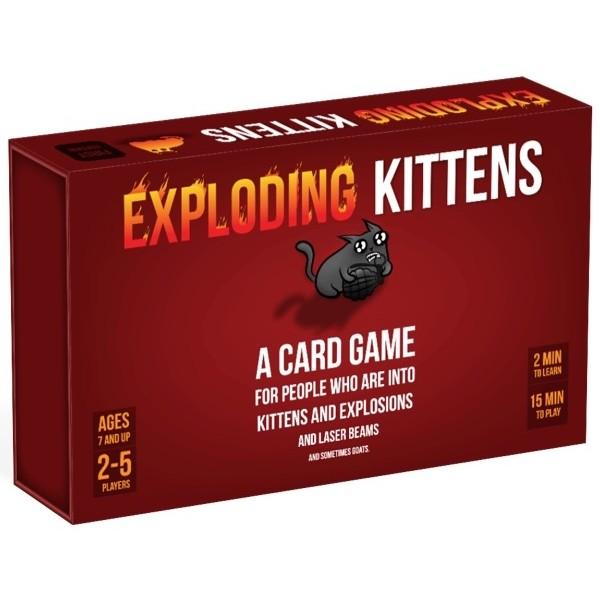 EXPLODING KITTENS
EXPLODING KITTENS
A CARD GAME
FOR PEOPLE WHO ARE INTO
KITTENS AND EXPLOSIONS
AND LASER BEAMS
AND SOMETIMES GOATS.
AGES
7 AND UP
2-5
PLAYERS
2 MIN
TO LEARN
15 MIN
TO PLAY